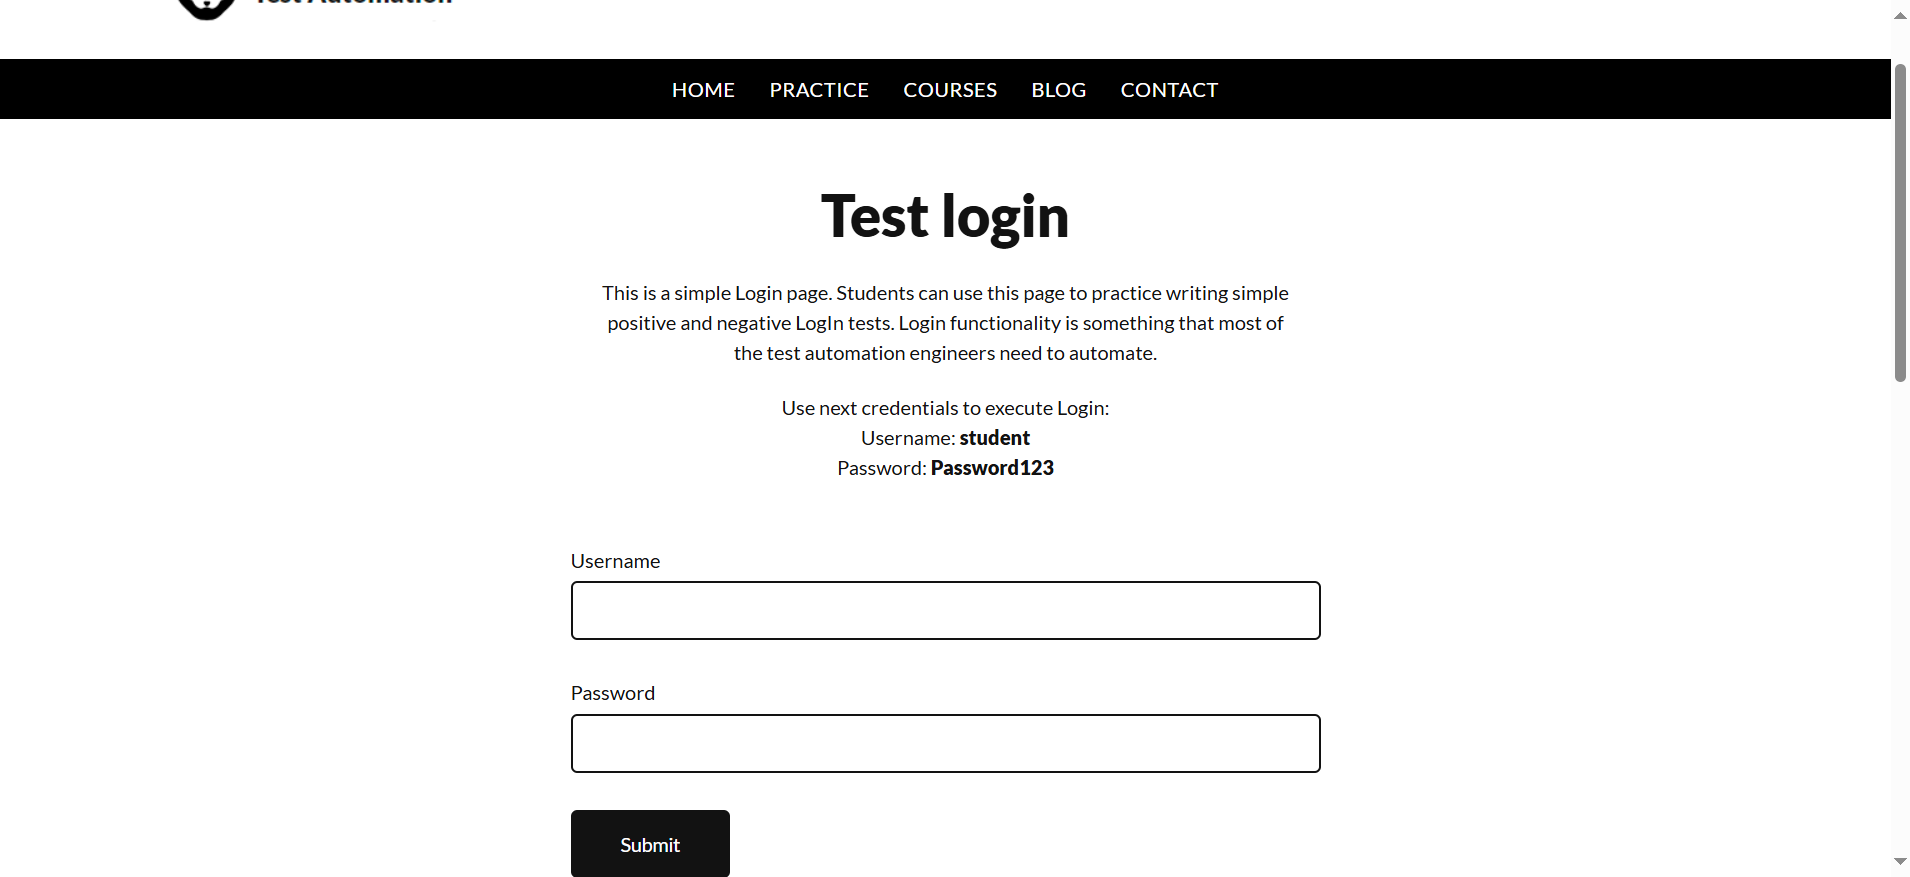 Test Automation
HOME PRACTICE COURSES BLOG CONTACT
Test login
This is a simple Login page. Students can use this page to practice writing simple
positive and negative LogIn tests. Login functionality is something that most of
the test automation engineers need to automate.
Use next credentials to execute Login:
Username: student
Password: Password123
Username
Password
Submit